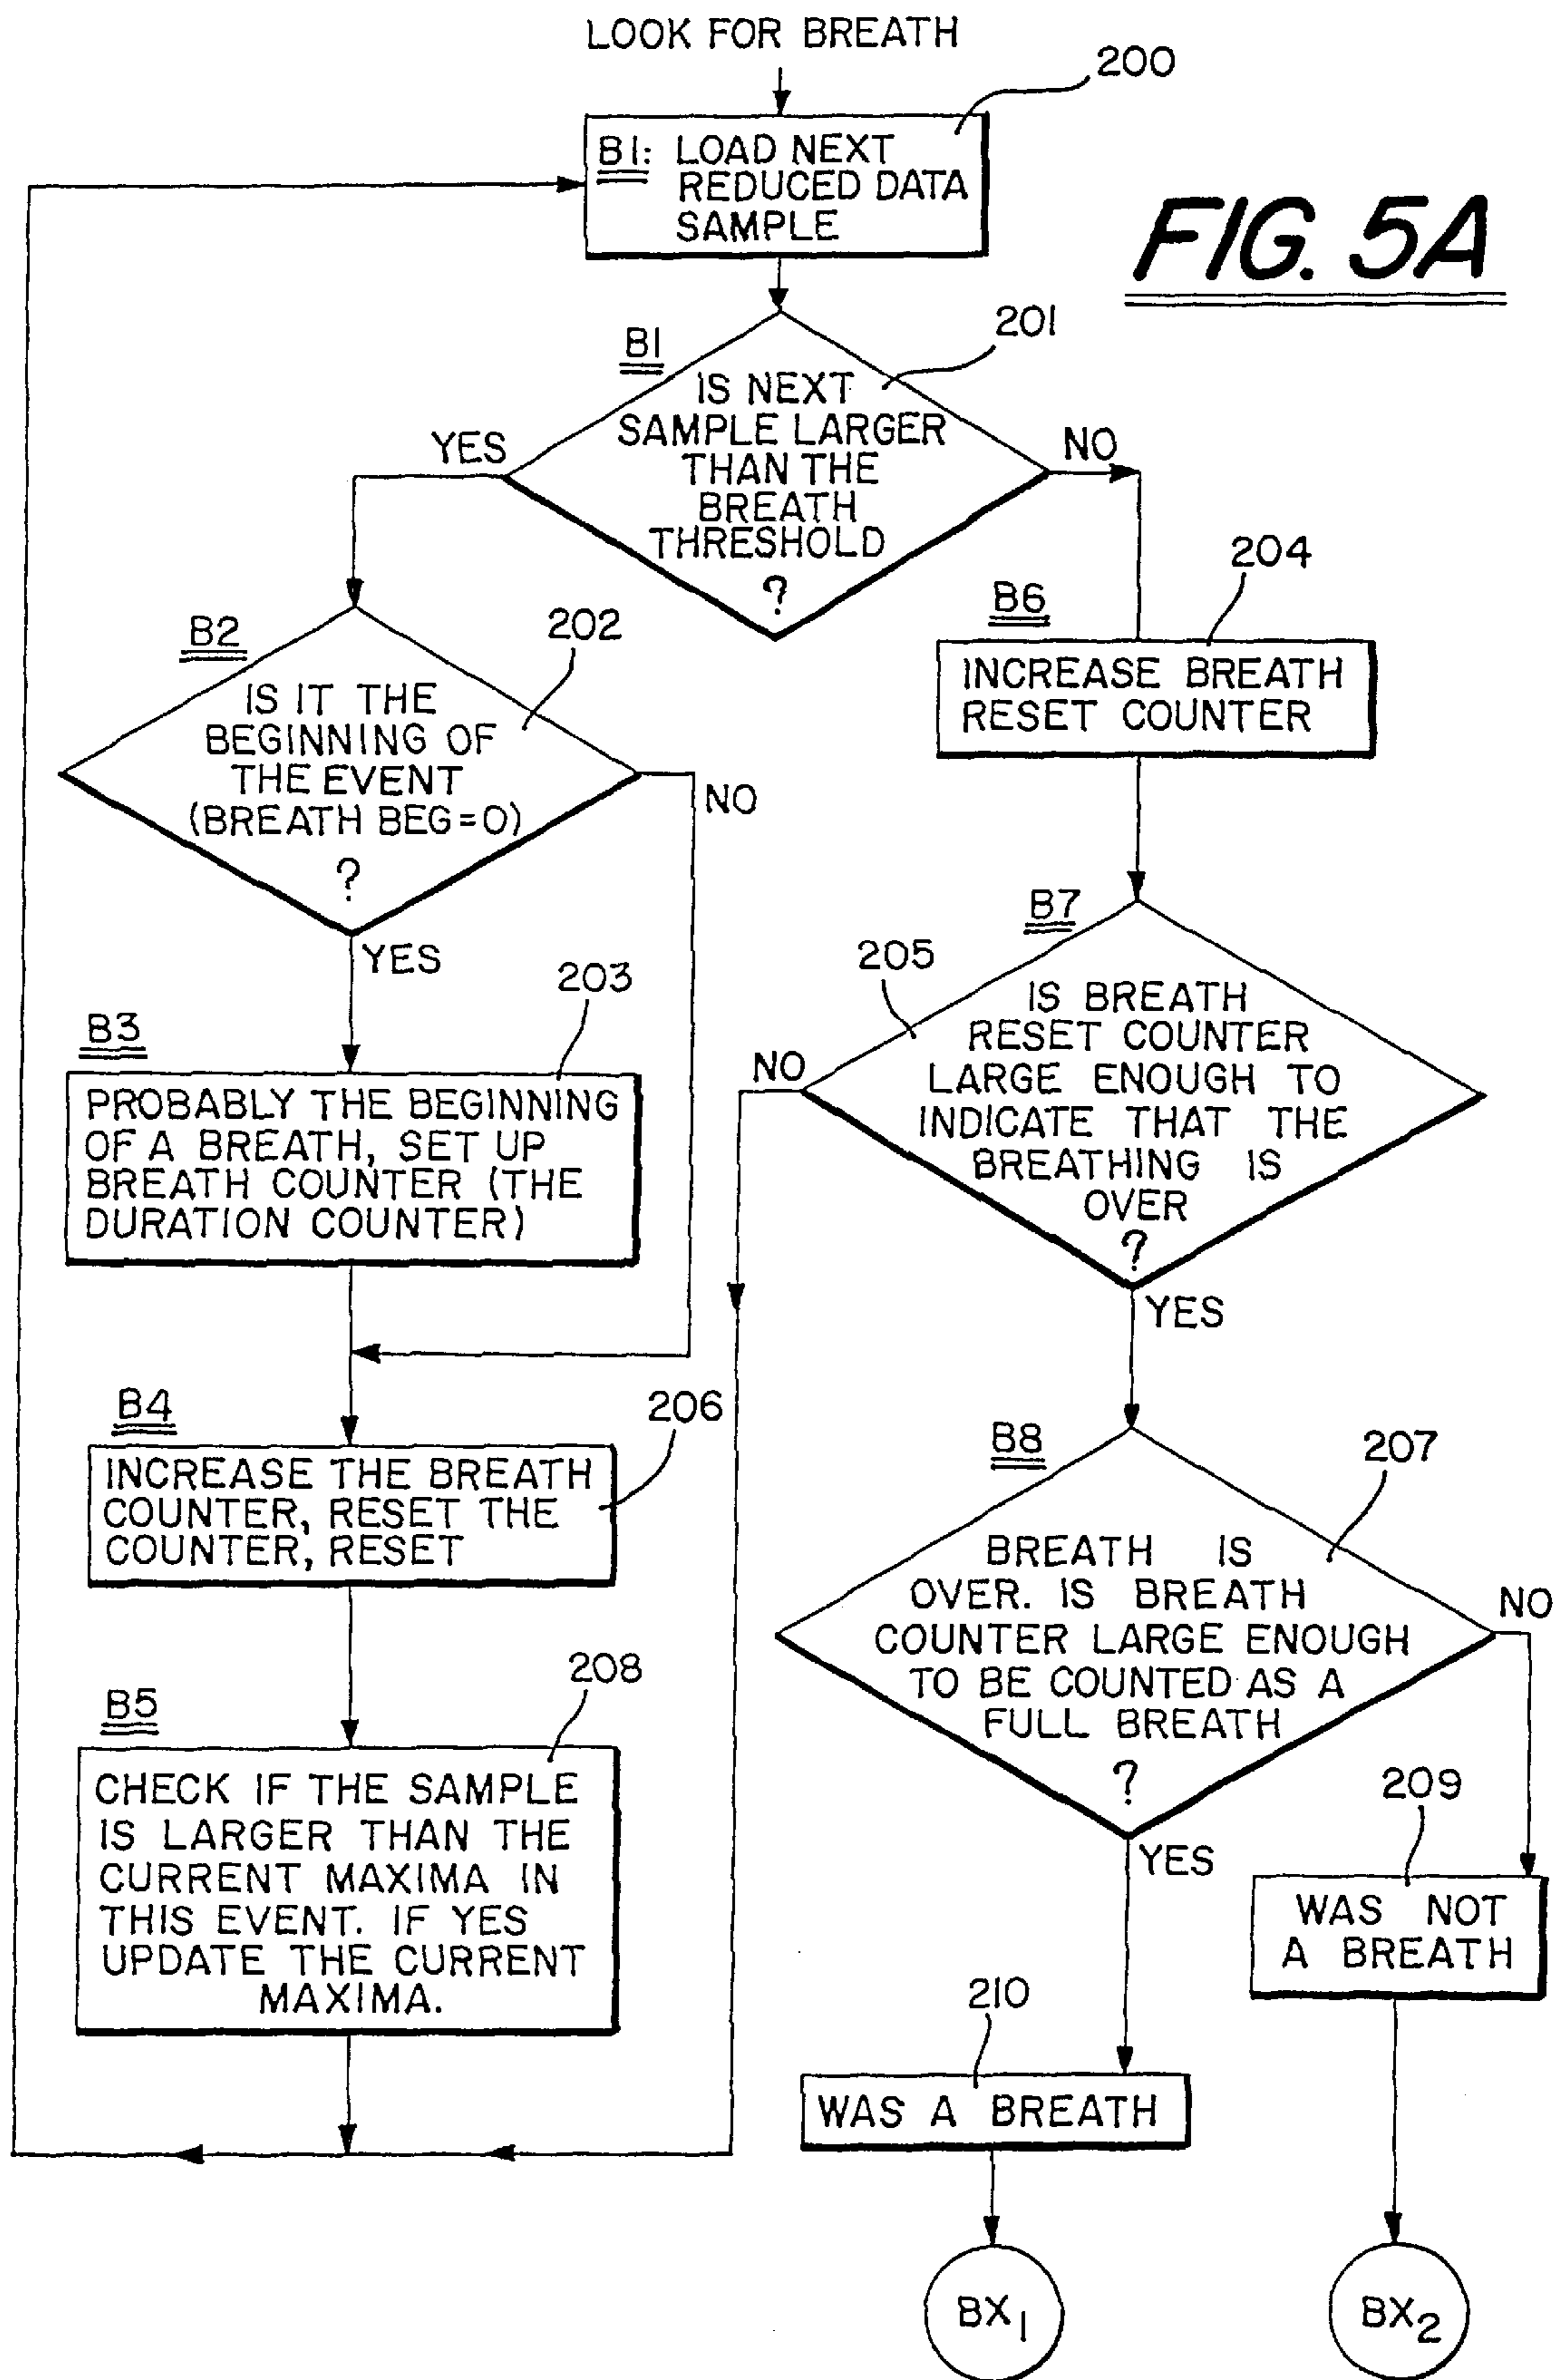 LOOK FOR BREATH
200
B1: LOAD NEXT
REDUCED DATA
SAMPLE
FIG. 5A
201
B1
IS NEXT
SAMPLE LARGER
THAN THE
BREATH
THRESHOLD
?
YES
NO
204
B6
INCREASE BREATH
RESET COUNTER
B2
202
IS IT THE
BEGINNING OF
THE EVENT
(BREATH BEG=0)
?
NO
YES
203
B3
PROBABLY THE BEGINNING
OF A BREATH, SET UP
BREATH COUNTER (THE
DURATION COUNTER)
B7
205
IS BREATH
RESET COUNTER
LARGE ENOUGH TO
INDICATE THAT THE
BREATHING IS
OVER
?
NO
YES
B4
206
INCREASE THE BREATH
COUNTER, RESET THE
COUNTER, RESET
B8
207
BREATH IS
OVER. IS BREATH
COUNTER LARGE ENOUGH
TO BE COUNTED AS A
FULL BREATH
?
NO
YES
B5
208
CHECK IF THE SAMPLE
IS LARGER THAN THE
CURRENT MAXIMA IN
THIS EVENT. IF YES
UPDATE THE CURRENT
MAXIMA.
209
WAS NOT
A BREATH
210
WAS A BREATH
BX1
BX2